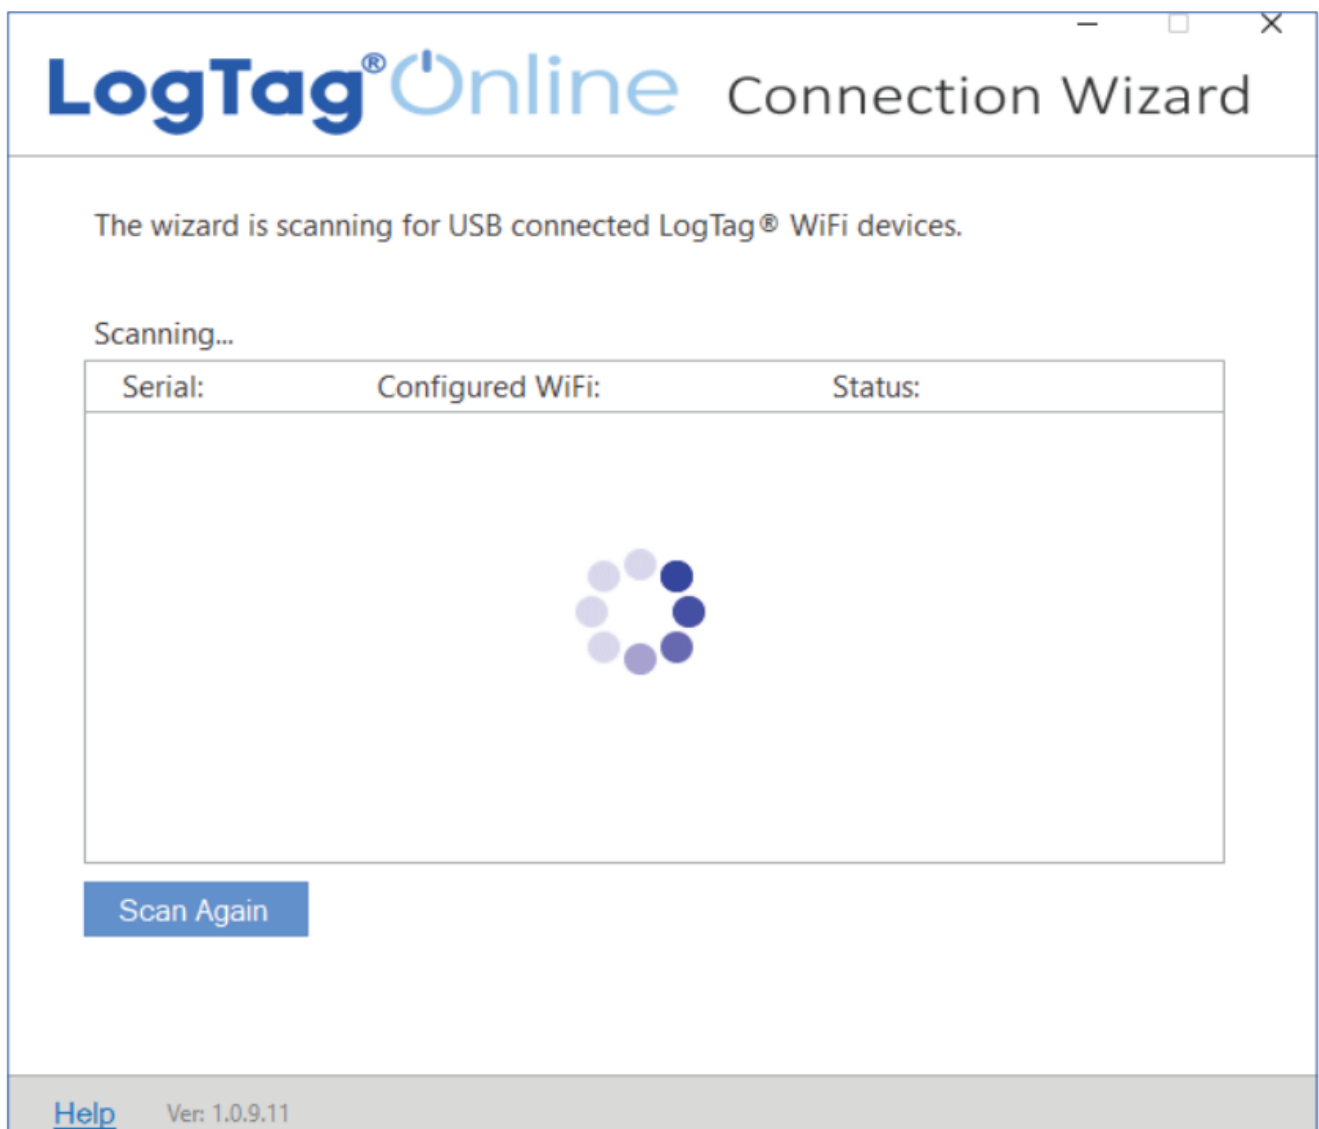 LogTag® Online Connection Wizard
The wizard is scanning for USB connected LogTag® WiFi devices.
Scanning...
Serial: Configured WiFi: Status:
Scan Again
Help Ver: 1.0.9.11